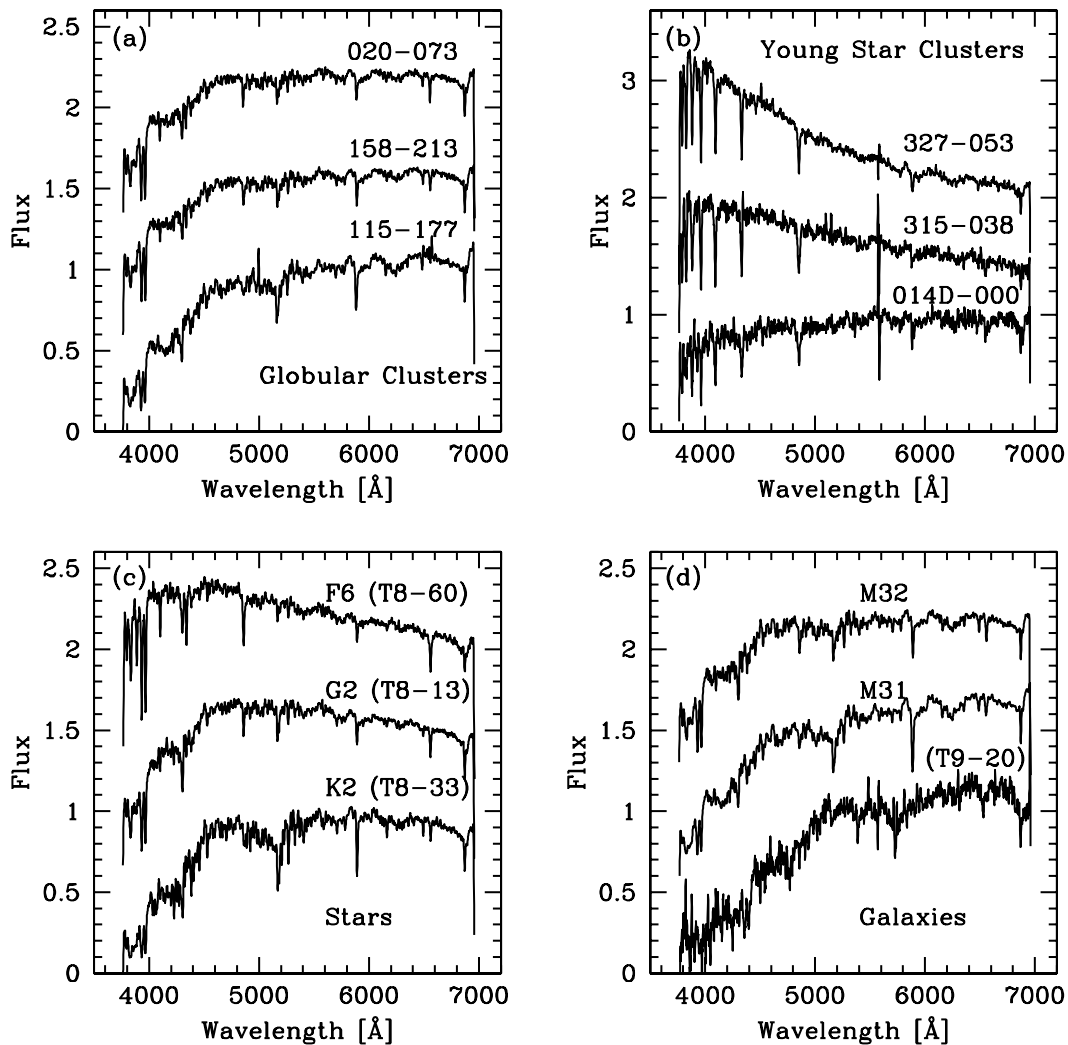 (a)
020-073
158-213
115-177
Globular Clusters
Flux
0
0.5
1
1.5
2
2.5
4000 5000 6000 7000
Wavelength [Å]
(b)
Young Star Clusters
327-053
315-038
014D-000
Flux
0
1
2
3
4000 5000 6000 7000
Wavelength [Å]
(c)
F6 (T8-60)
G2 (T8-13)
K2 (T8-33)
Stars
Flux
0
0.5
1
1.5
2
2.5
4000 5000 6000 7000
Wavelength [Å]
(d)
M32
M31
(T9-20)
Galaxies
Flux
0
0.5
1
1.5
2
2.5
4000 5000 6000 7000
Wavelength [Å]